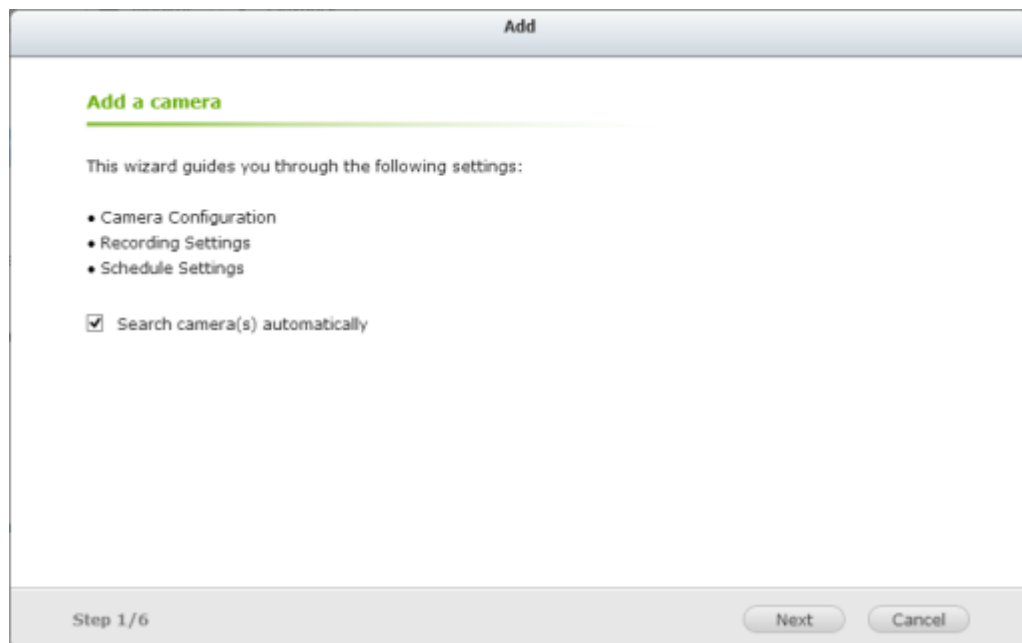 Add
Add a camera
This wizard guides you through the following settings:
• Camera Configuration
• Recording Settings
• Schedule Settings
Search camera(s) automatically
Step 1/6
Next
Cancel